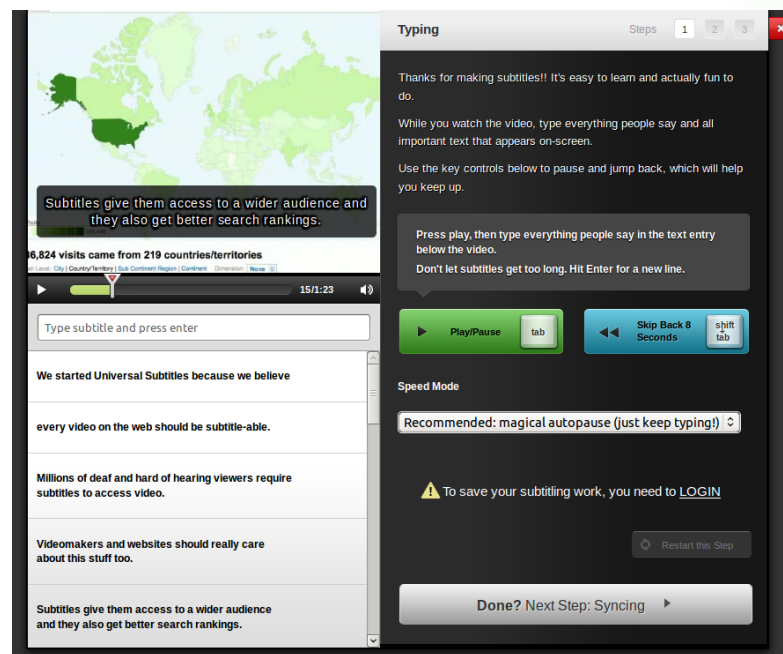 Subtitles give them access to a wider audience and
they also get better search rankings.
6,824 visits came from 219 countries/territories
City | Country/Territory | Sub Continent Region | Continent Dimension: None
15/1:23
Type subtitle and press enter
We started Universal Subtitles because we believe
every video on the web should be subtitle-able.
Millions of deaf and hard of hearing viewers require
subtitles to access video.
Videomakers and websites should really care
about this stuff too.
Subtitles give them access to a wider audience
and they also get better search rankings.
Typing
Steps 1 2 3
Thanks for making subtitles!! It's easy to learn and actually fun to
do.
While you watch the video, type everything people say and all
important text that appears on-screen.
Use the key controls below to pause and jump back, which will help
you keep up.
Press play, then type everything people say in the text entry
below the video.
Don't let subtitles get too long. Hit Enter for a new line.
Play/Pause tab
Skip Back 8
Seconds
shift
+
tab
Speed Mode
Recommended: magical autopause (just keep typing!)
To save your subtitling work, you need to LOGIN
Restart this Step
Done? Next Step: Syncing